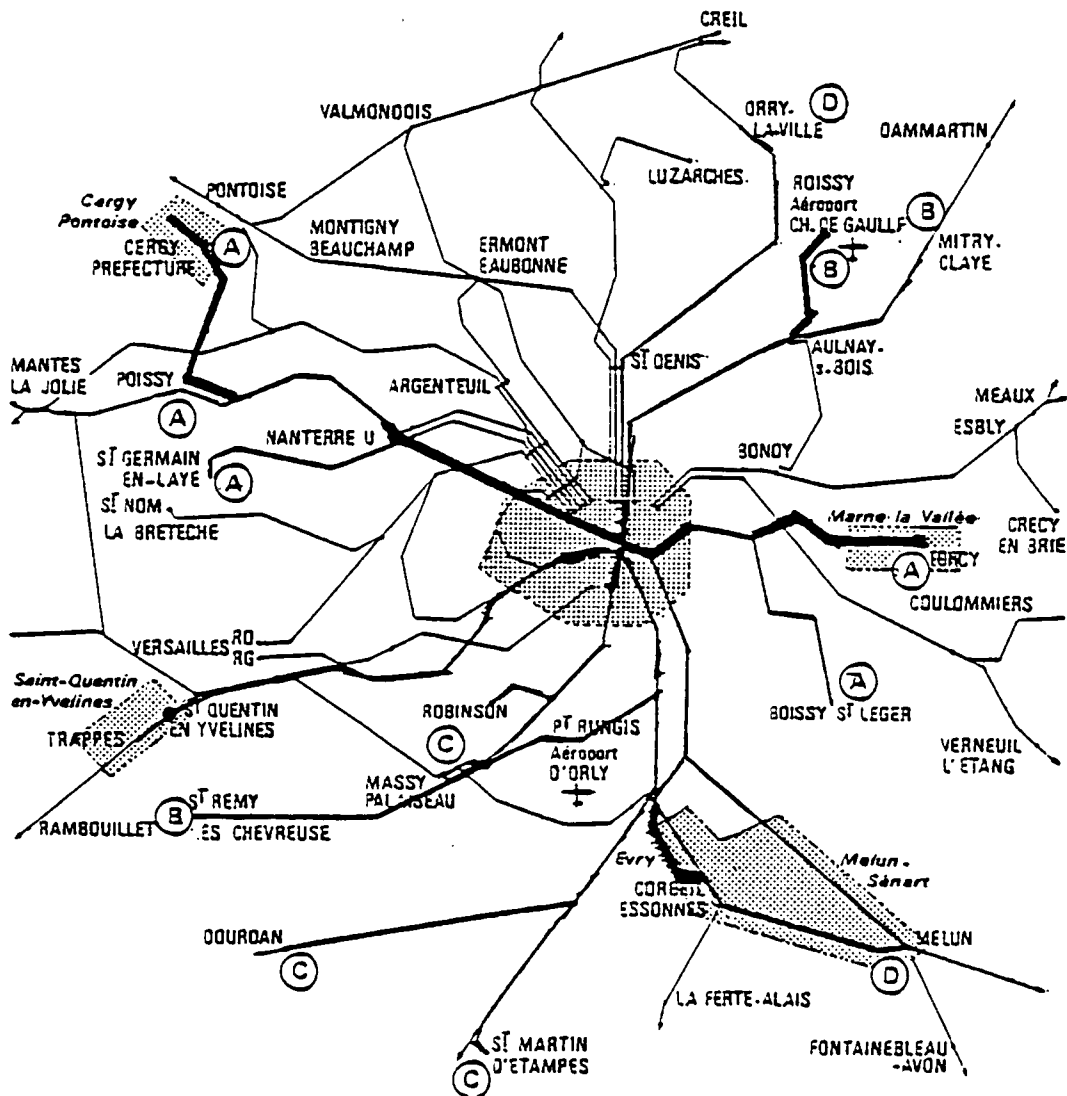 CREIL
VALMONDOIS
ORRY-
LA-VILLE
D
DAMMARTIN
LUZARCHES
PONTOISE
Cergy
Pontoise
CERGY
PREFECTURE
A
MONTIGNY
BEAUCHAMP
ERMONT
EAUBONNE
ROISSY
Aéroport
CH. DE GAULLE
B
B
MITRY-
CLAYE
MANTES
LA JOLIE
POISSY
A
ARGENTEUIL
ST DENIS
AULNAY-
s.BOIS
MEAUX
ESBLY
NANTERRE U
BONDY
ST GERMAIN
EN-LAYE
A
ST NOM
LA BRETECHE
Marne-la Vallée
TORCY
A
CRECY
EN BRIE
COULOMMIERS
VERSAILLES RD
RG
Saint-Quentin
en-Yvelines
ST QUENTIN
EN YVELINES
TRAPPES
ROBINSON
C
PT RUNGIS
Aéroport
D'ORLY
A
BOISSY ST LEGER
VERNEUIL
L'ETANG
MASSY
PALAISEAU
RAMBOUILLET
B
ST REMY
LES CHEVREUSE
Evry
CORBEIL
ESSONNES
Melun-
Sénart
MELUN
D
DOURDAN
C
LA FERTE-ALAIS
ST MARTIN
D'ETAMPES
C
FONTAINEBLEAU
-AVON